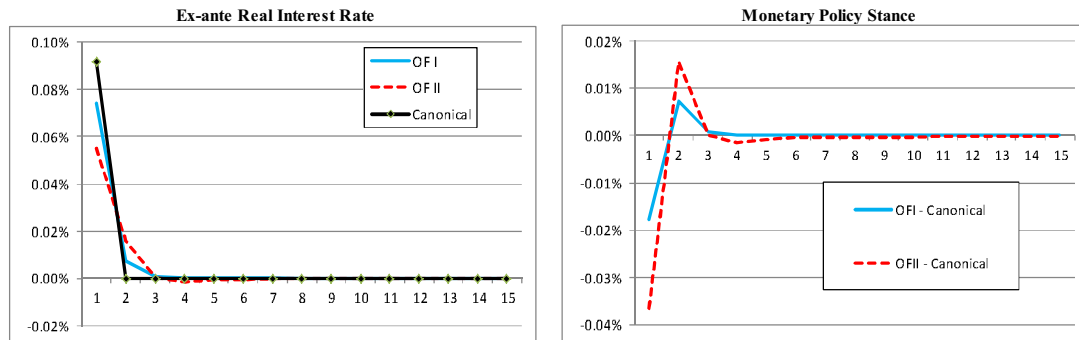 Ex-ante Real Interest Rate
0.10%
0.08%
0.06%
0.04%
0.02%
0.00%
-0.02%
1 2 3 4 5 6 7 8 9 10 11 12 13 14 15
OF I
OF II
Canonical
Monetary Policy Stance
0.02%
0.01%
0.00%
-0.01%
-0.02%
-0.03%
-0.04%
1 2 3 4 5 6 7 8 9 10 11 12 13 14 15
OFI - Canonical
OFII - Canonical